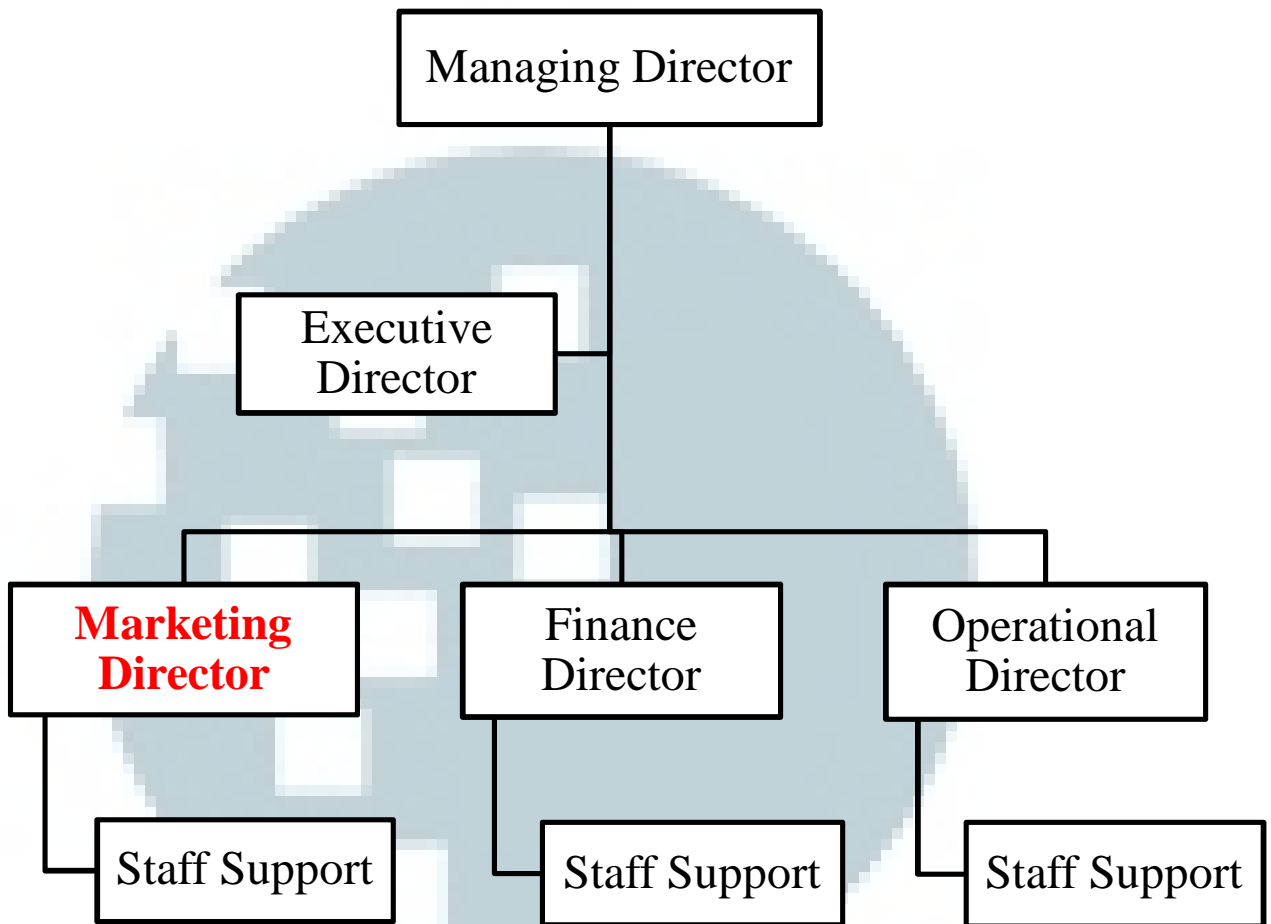 Managing Director
Executive
Director
Marketing
Director
Finance
Director
Operational
Director
Staff Support
Staff Support
Staff Support